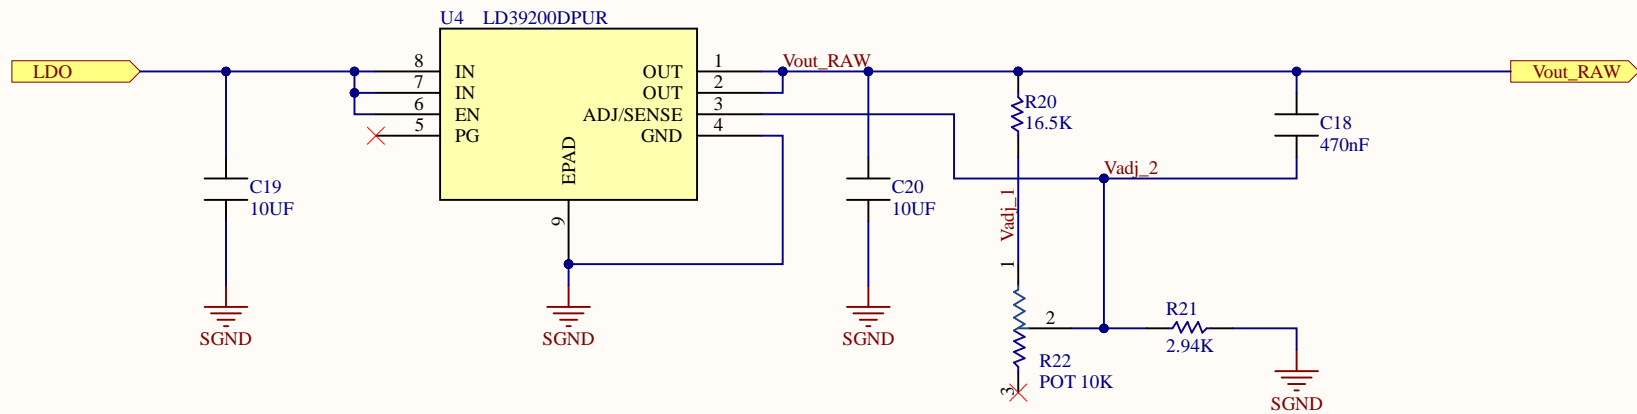 U4 LD39200DPUR
LDO
8
7
6
5
IN
IN
EN
PG
OUT
OUT
ADJ/SENSE
GND
EPAD
9
1
2
3
4
Vout_RAW
Vout_RAW
R20
16.5K
C18
470nF
Vadj_2
Vadj_1
C19
10UF
C20
10UF
1
2
3
R22
POT 10K
R21
2.94K
SGND
SGND
SGND
SGND